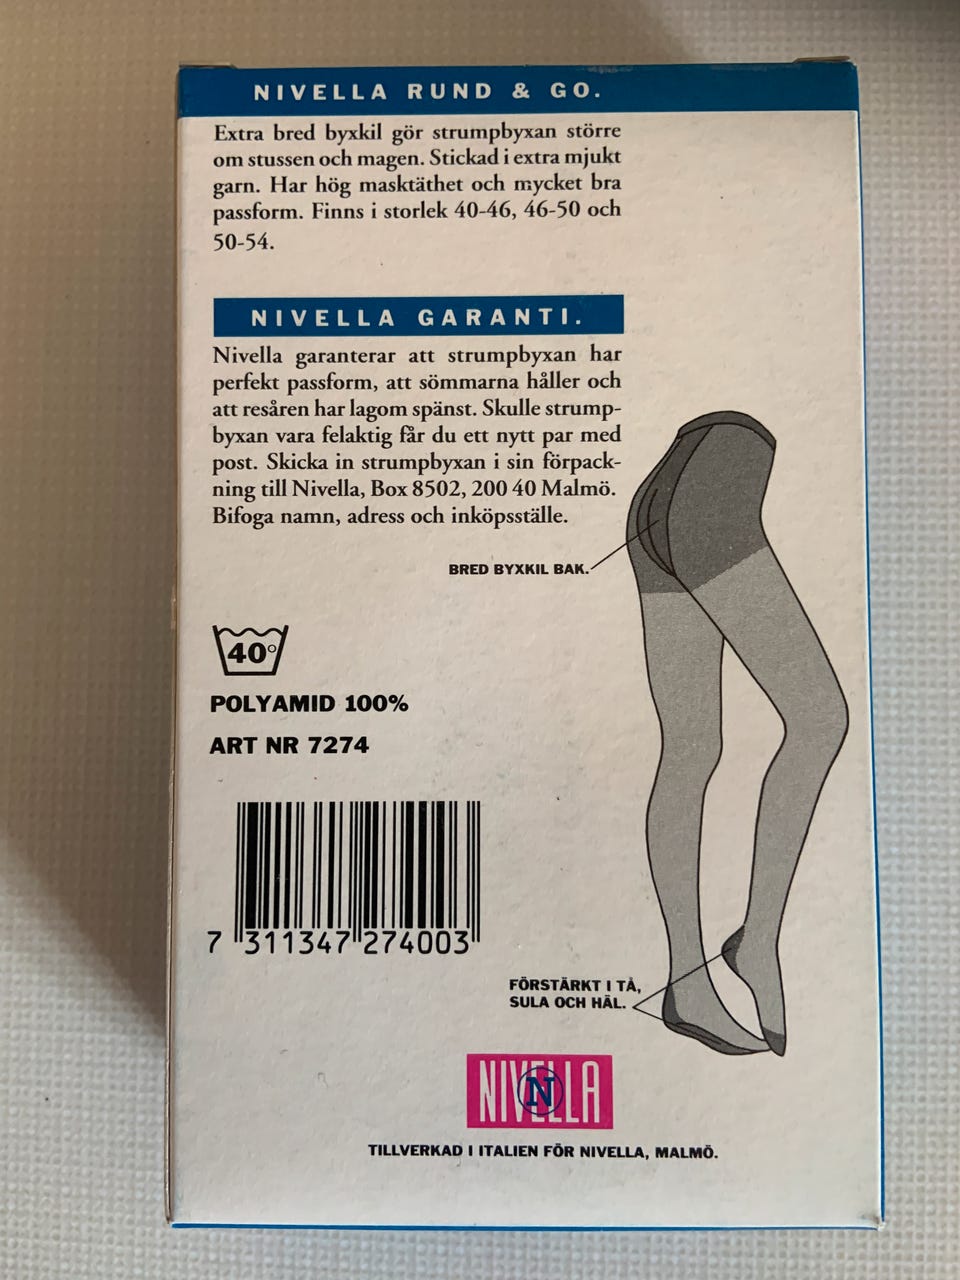 NIVELLA RUND & GO.
Extra bred byxkil gör strumpbyxan större
om stussen och magen. Stickad i extra mjukt
garn. Har hög masktäthet och mycket bra
passform. Finns i storlek 40-46, 46-50 och
50-54.
NIVELLA GARANTI.
Nivella garanterar att strumpbyxan har
perfekt passform, att sömmarna håller och
att resåren har lagom spänst. Skulle strump-
byxan vara felaktig får du ett nytt par med
post. Skicka in strumpbyxan i sin förpack-
ning till Nivella, Box 8502, 200 40 Malmö.
Bifoga namn, adress och inköpsställe.
BRED BYXKIL BAK.
40°
POLYAMID 100%
ART NR 7274
7 311347 274003
FÖRSTÄRKT I TÅ,
SULA OCH HÄL.
NIVELLA
N
TILLVERKAD I ITALIEN FÖR NIVELLA, MALMÖ.